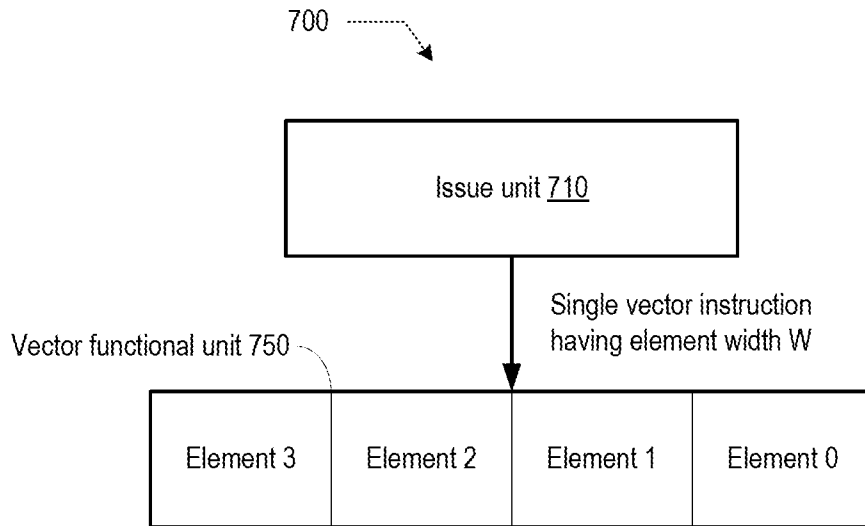 700
Issue unit 710
Single vector instruction
having element width W
Vector functional unit 750
Element 3 Element 2 Element 1 Element 0